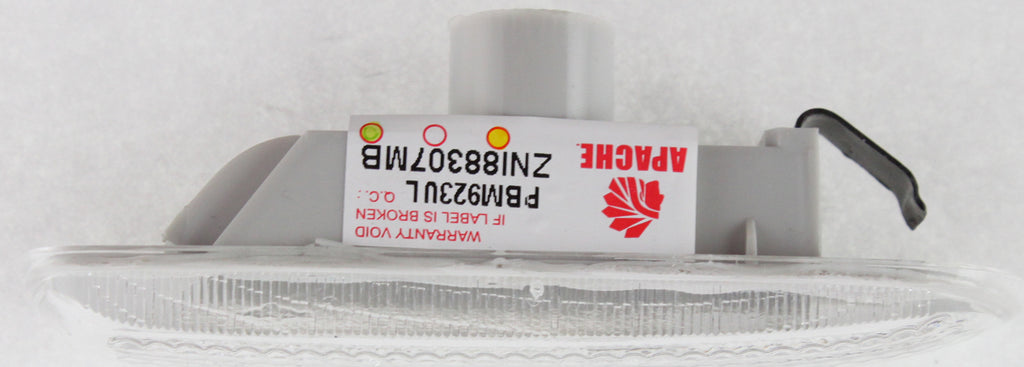 WARRANTY VOID
IF LABEL IS BROKEN
Q.C.:
PBM923UL
ZNI88307MB
APACHE